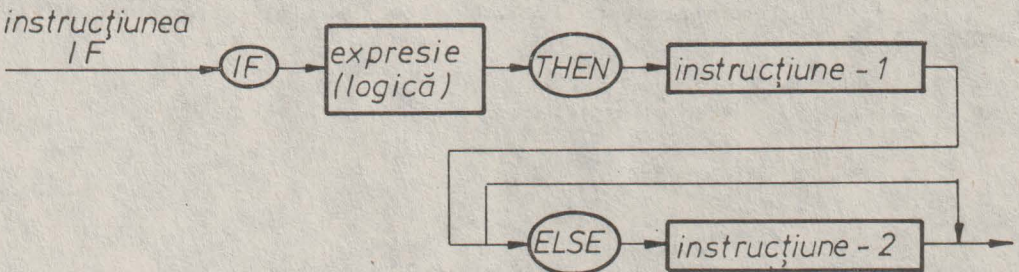 instrucțiunea
IF
IF
expresie
(logică)
THEN
instrucțiune - 1
ELSE
instrucțiune - 2